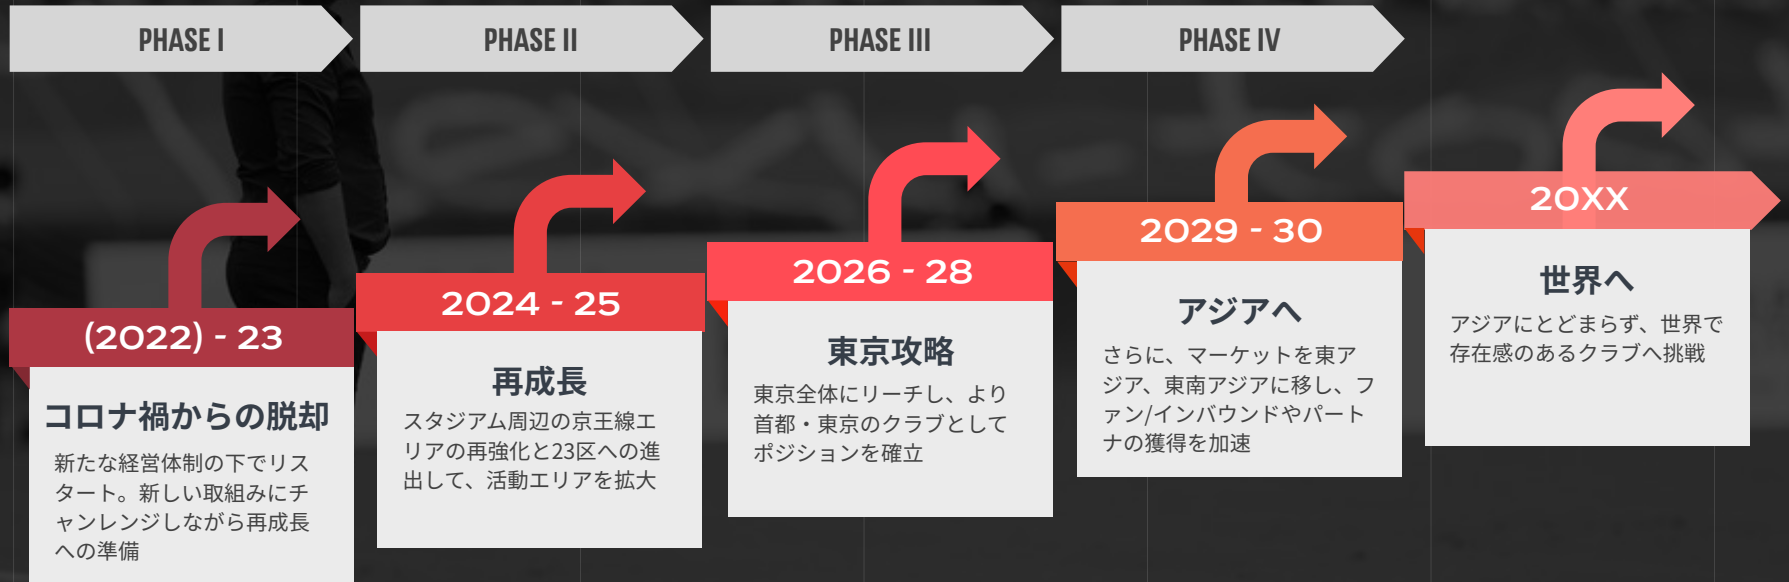 PHASE I
PHASE II
PHASE III
PHASE IV
(2022) - 23
コロナ禍からの脱却
新たな経営体制の下でリス
タート。新しい取組みにチ
ャンレンジしながら再成長
への準備
2024 - 25
再成長
スタジアム周辺の京王線エ
リアの再強化と23区への進
出して、活動エリアを拡大
2026 - 28
東京攻略
東京全体にリーチし、より
首都・東京のクラブとして
ポジションを確立
2029 - 30
アジアへ
さらに、マーケットを東ア
ジア、東南アジアに移し、フ
ァン/インバウンドやパート
ナの獲得を加速
20XX
世界へ
アジアにとどまらず、世界で
存在感のあるクラブへ挑戦